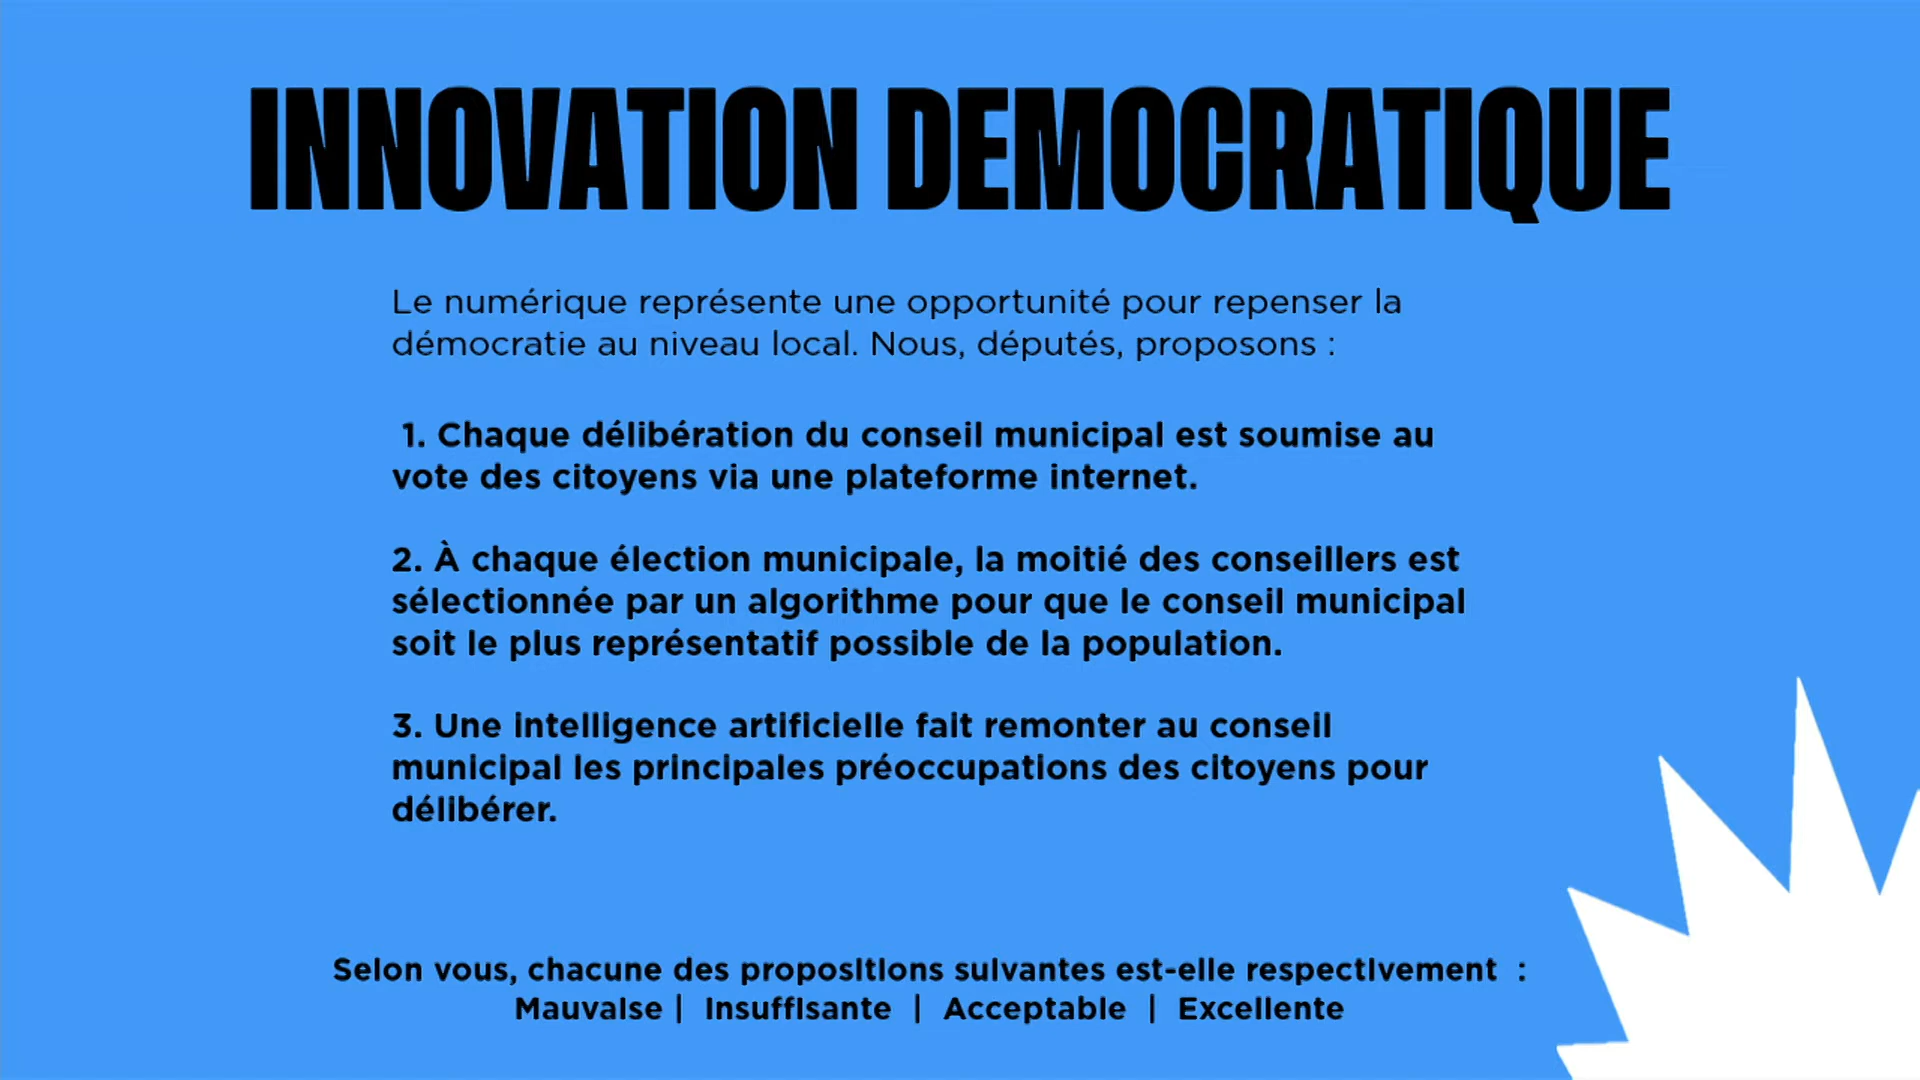 INNOVATION DEMOCRATIQUE
Le numérique représente une opportunité pour repenser la
démocratie au niveau local. Nous, députés, proposons :
1. Chaque délibération du conseil municipal est soumise au
vote des citoyens via une plateforme internet.
2. À chaque élection municipale, la moitié des conseillers est
sélectionnée par un algorithme pour que le conseil municipal
soit le plus représentatif possible de la population.
3. Une intelligence artificielle fait remonter au conseil
municipal les principales préoccupations des citoyens pour
délibérer.
Selon vous, chacune des propositions suivantes est-elle respectivement :
Mauvaise | Insuffisante | Acceptable | Excellente